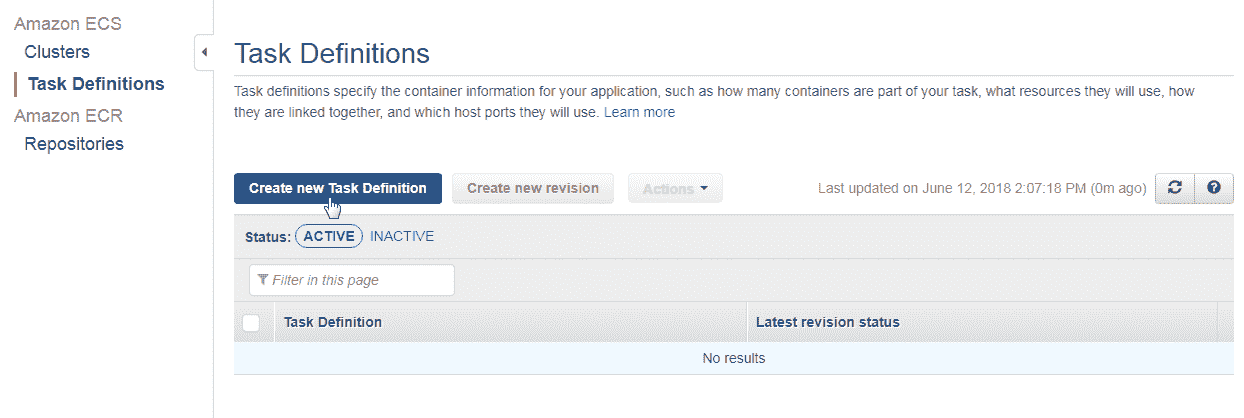 Amazon ECS
Clusters
Task Definitions
Amazon ECR
Repositories
Task Definitions
Task definitions specify the container information for your application, such as how many containers are part of your task, what resources they will use, how
they are linked together, and which host ports they will use. Learn more
Create new Task Definition
Create new revision
Actions
Last updated on June 12, 2018 2:07:18 PM (0m ago)
?
Status: ACTIVE INACTIVE
Filter in this page
Task Definition
Latest revision status
No results